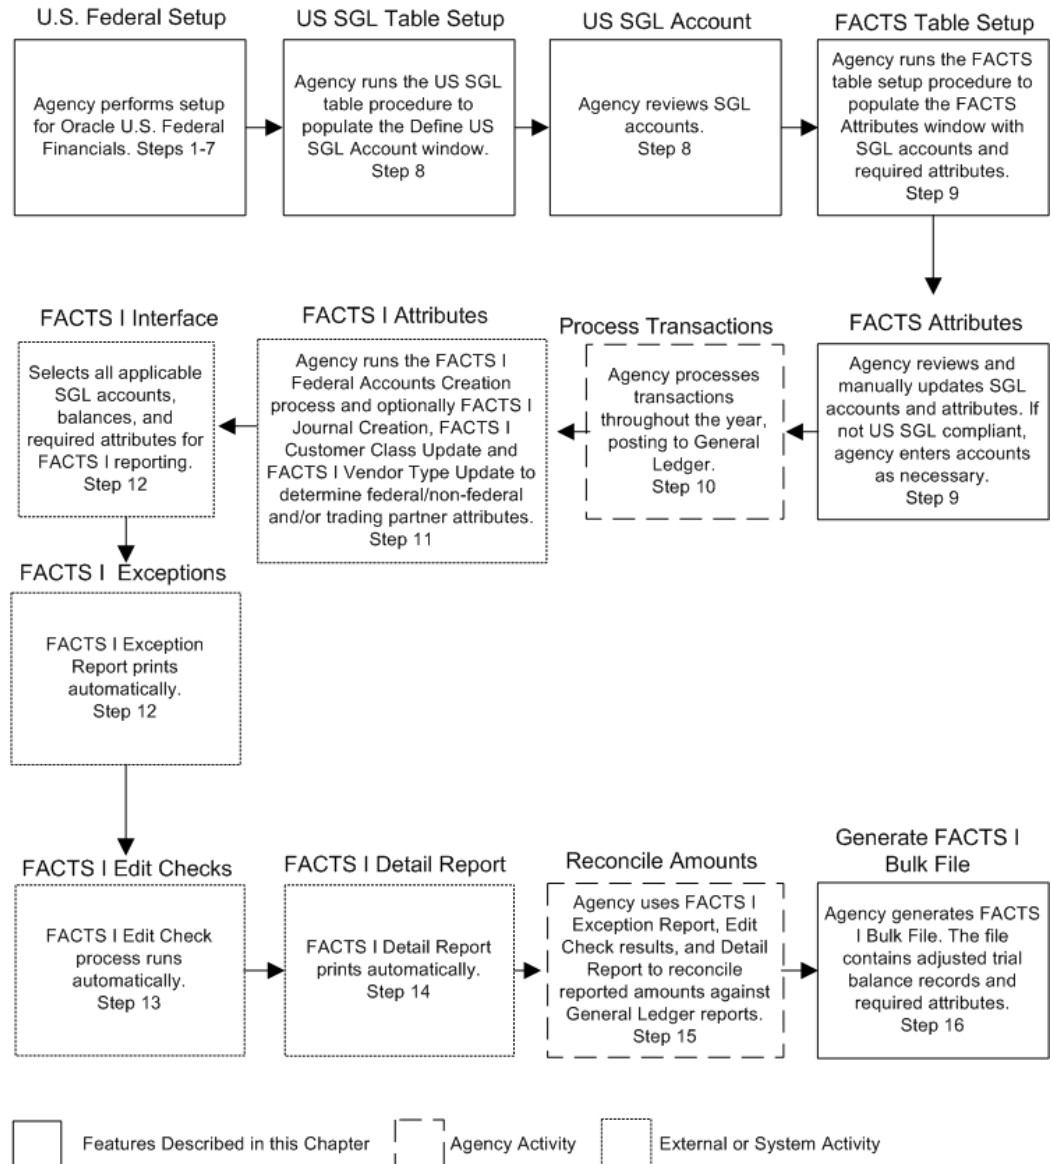 U.S. Federal Setup
Agency performs setup
for Oracle U.S. Federal
Financials. Steps 1-7
US SGL Table Setup
Agency runs the US SGL
table procedure to
populate the Define US
SGL Account window.
Step 8
US SGL Account
Agency reviews SGL
accounts.
Step 8
FACTS Table Setup
Agency runs the FACTS
table setup procedure to
populate the FACTS
Attributes window with
SGL accounts and
required attributes.
Step 9
FACTS Attributes
Agency reviews and
manually updates SGL
accounts and attributes. If
not US SGL compliant,
agency enters accounts
as necessary.
Step 9
Process Transactions
Agency processes
transactions
throughout the year,
posting to General
Ledger.
Step 10
FACTS I Attributes
Agency runs the FACTS I
Federal Accounts Creation
process and optionally FACTS I
Journal Creation, FACTS I
Customer Class Update and
FACTS I Vendor Type Update to
determine federal/non-federal
and/or trading partner attributes.
Step 11
FACTS I Interface
Selects all applicable
SGL accounts,
balances, and
required attributes for
FACTS I reporting.
Step 12
FACTS I Exceptions
FACTS I Exception
Report prints
automatically.
Step 12
FACTS I Edit Checks
FACTS I Edit Check
process runs
automatically.
Step 13
FACTS I Detail Report
FACTS I Detail Report
prints automatically.
Step 14
Reconcile Amounts
Agency uses FACTS I
Exception Report, Edit
Check results, and Detail
Report to reconcile
reported amounts against
General Ledger reports.
Step 15
Generate FACTS I
Bulk File
Agency generates FACTS
I Bulk File. The file
contains adjusted trial
balance records and
required attributes.
Step 16
Features Described in this Chapter
Agency Activity
External or System Activity